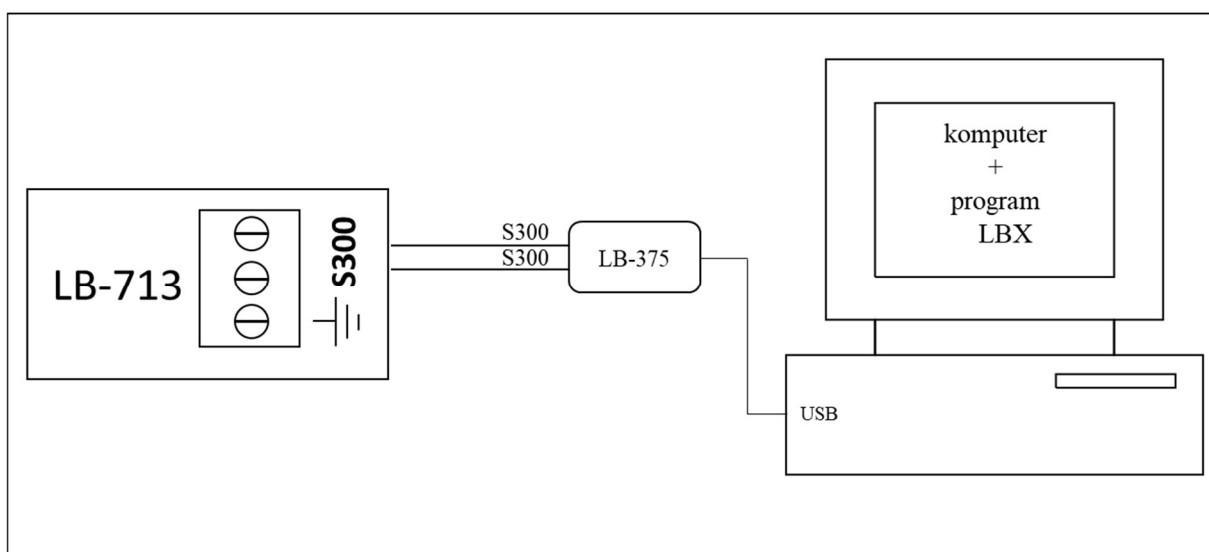 LB-713
S300
S300
S300
LB-375
komputer
+
program
LBX
USB